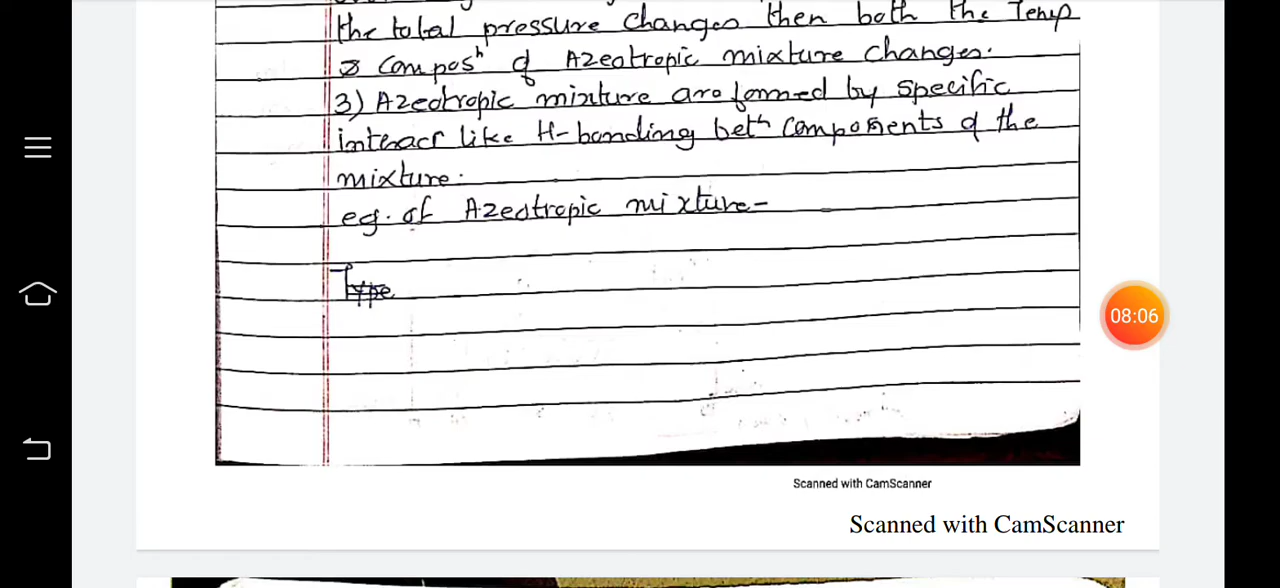 the total pressure changes then both the Temp
& compos^h of Azeotropic mixture changes.
3) Azeotropic mixture are formed by specific
interacr like H-bonding bet^h components of the
mixture.
eg. of Azeotropic mixture-
Type
08:06
Scanned with CamScanner
Scanned with CamScanner